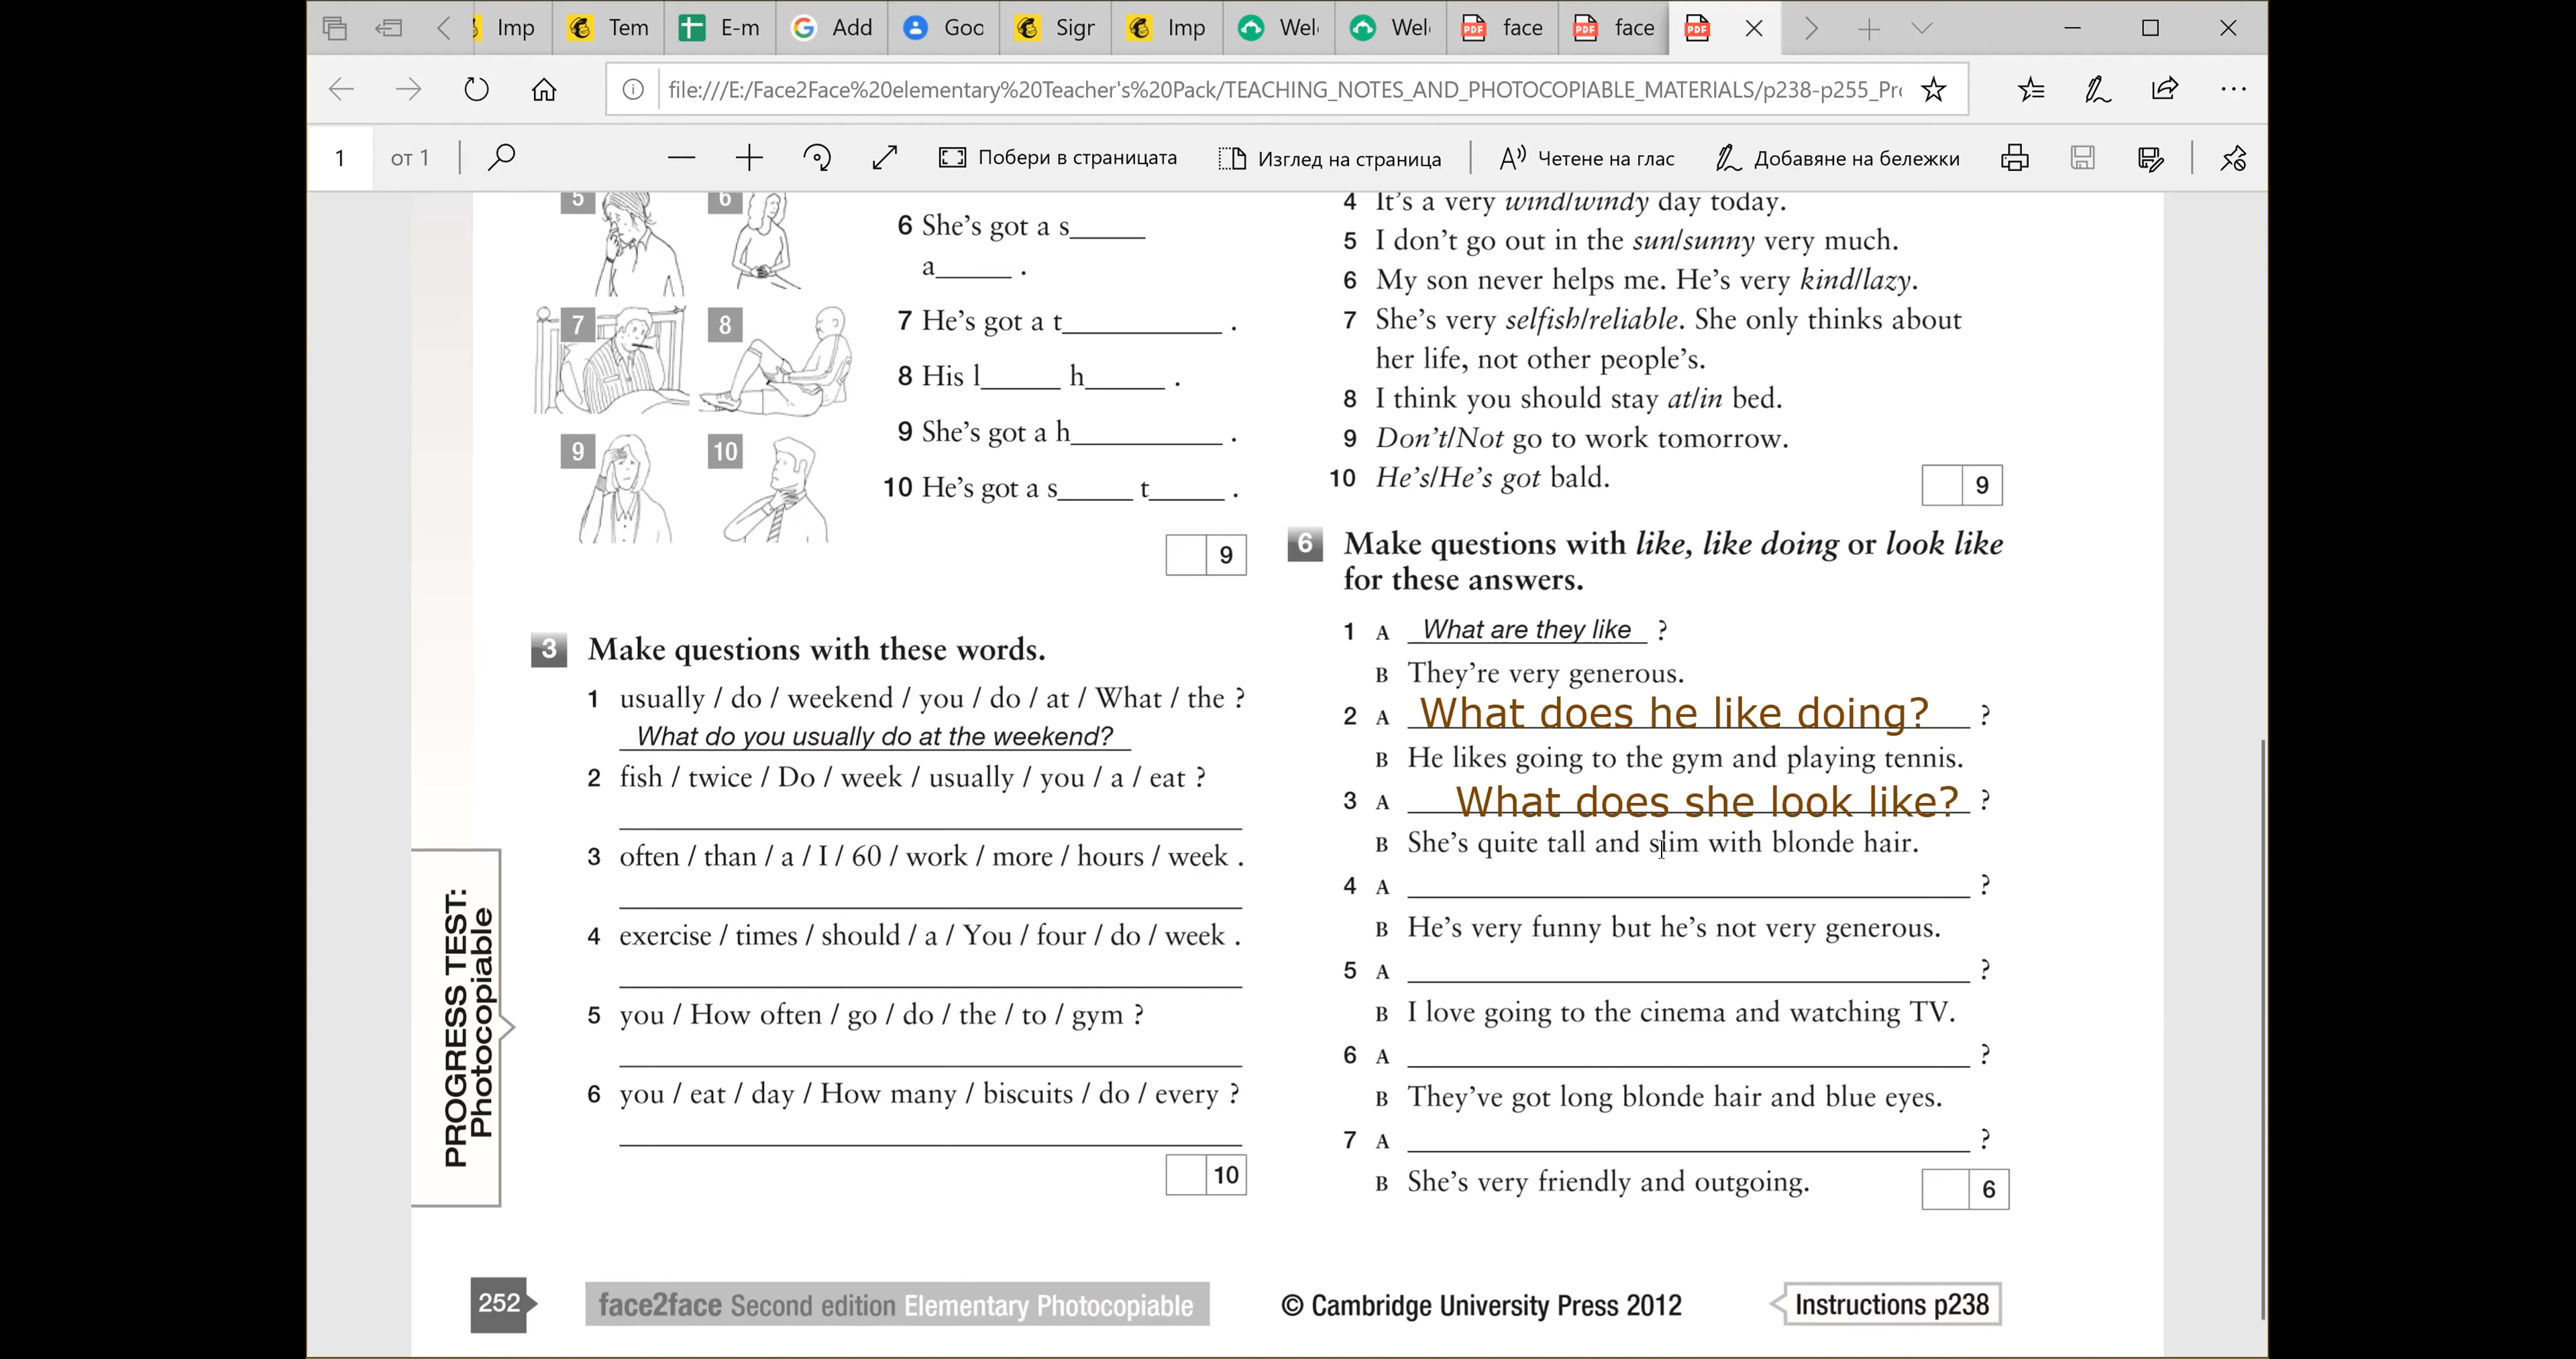 Imp
Tem
E-m
Add
Goo
Sign
Imp
Wel
Wel
face
face
file:///E:/Face2Face%20elementary%20Teacher's%20Pack/TEACHING_NOTES_AND_PHOTOCOPIABLE_MATERIALS/p238-p255_Pr
1 от 1
Побери в страницата
Изглед на страница
Четене на глас
Добавяне на бележки
5 6
7 8
9 10
6 She's got a s_____
a_____ .
7 He's got a t__________ .
8 His l_____ h_____ .
9 She's got a h__________ .
10 He's got a s_____ t_____ .
9
3 Make questions with these words.
1 usually / do / weekend / you / do / at / What / the ?
What do you usually do at the weekend?
2 fish / twice / Do / week / usually / you / a / eat ?
3 often / than / a / I / 60 / work / more / hours / week .
4 exercise / times / should / a / You / four / do / week .
5 you / How often / go / do / the / to / gym ?
6 you / eat / day / How many / biscuits / do / every ?
10
4 It's a very wind/windy day today.
5 I don't go out in the sun/sunny very much.
6 My son never helps me. He's very kind/lazy.
7 She's very selfish/reliable. She only thinks about
her life, not other people's.
8 I think you should stay at/in bed.
9 Don't/Not go to work tomorrow.
10 He's/He's got bald.
9
6 Make questions with like, like doing or look like
for these answers.
1 A What are they like ?
B They're very generous.
2 A What does he like doing? ?
B He likes going to the gym and playing tennis.
3 A What does she look like? ?
B She's quite tall and slim with blonde hair.
4 A __________ ?
B He's very funny but he's not very generous.
5 A __________ ?
B I love going to the cinema and watching TV.
6 A __________ ?
B They've got long blonde hair and blue eyes.
7 A __________ ?
B She's very friendly and outgoing.
6
PROGRESS TEST:
Photocopiable
252 face2face Second edition Elementary Photocopiable © Cambridge University Press 2012 Instructions p238